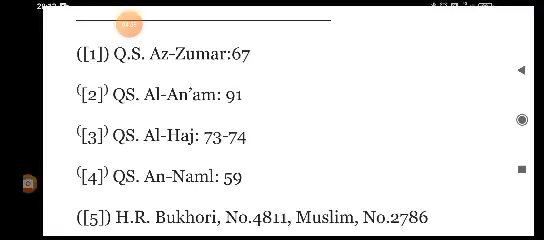 ([1]) Q.S. Az-Zumar:67
([2]) QS. Al-An'am: 91
([3]) QS. Al-Haj: 73-74
([4]) QS. An-Naml: 59
([5]) H.R. Bukhori, No.4811, Muslim, No.2786